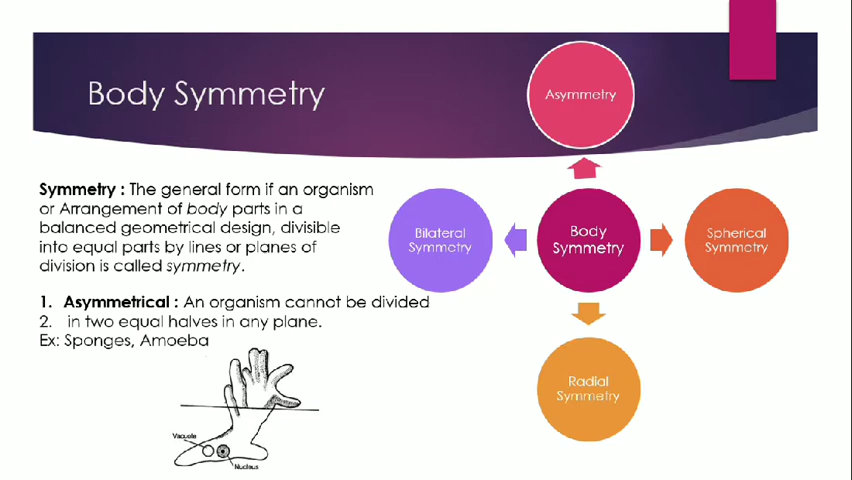 Body Symmetry
Asymmetry
Symmetry : The general form if an organism
or Arrangement of body parts in a
balanced geometrical design, divisible
into equal parts by lines or planes of
division is called symmetry.
1. Asymmetrical : An organism cannot be divided
2. in two equal halves in any plane.
Ex: Sponges, Amoeba
Vacuole
Nucleus
Bilateral
Symmetry
Body
Symmetry
Spherical
Symmetry
Radial
Symmetry